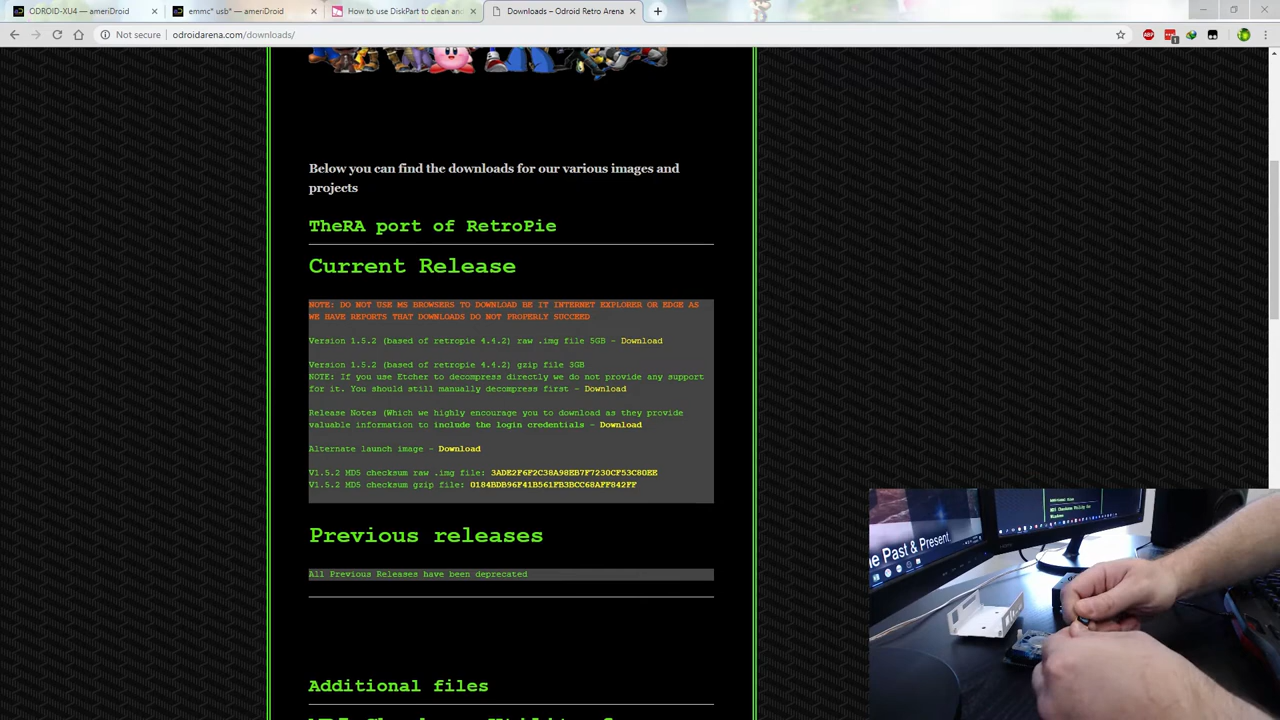 ODROID-XU4 — ameriDroid
emmc* usb* — ameriDroid
How to use DiskPart to clean and
Downloads – Odroid Retro Arena
Not secure
odroidarena.com/downloads/
ABP
1
Below you can find the downloads for our various images and
projects
TheRA port of RetroPie
Current Release
NOTE: DO NOT USE MS BROWSERS TO DOWNLOAD BE IT INTERNET EXPLORER OR EDGE AS
WE HAVE REPORTS THAT DOWNLOADS DO NOT PROPERLY SUCCEED
Version 1.5.2 (based of retropie 4.4.2) raw .img file 5GB – Download
Version 1.5.2 (based of retropie 4.4.2) gzip file 3GB
NOTE: If you use Etcher to decompress directly we do not provide any support
for it. You should still manually decompress first – Download
Release Notes (Which we highly encourage you to download as they provide
valuable information to include the login credentials – Download
Alternate launch image – Download
V1.5.2 MD5 checksum raw .img file: 3ADE2F6F2C38A98EB7F7230CF53C80EE
V1.5.2 MD5 checksum gzip file: 0184BDB96F41B561FB3BCC68AFF842FF
Previous releases
All Previous Releases have been deprecated
Additional files
he Past & Present.